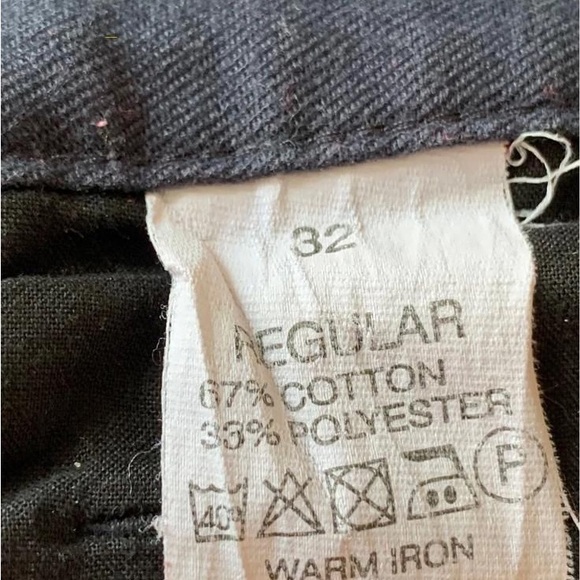 32
REGULAR
67% COTTON
33% POLYESTER
40° P
WARM IRON